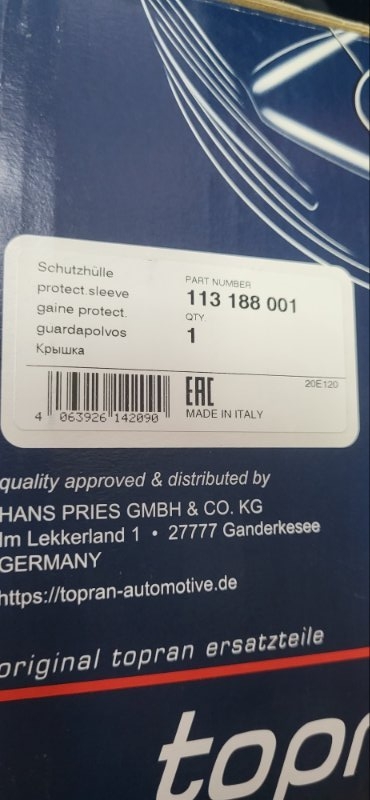 Schutzhülle
protect.sleeve
gaine protect.
guardapolvos
Крышка
PART NUMBER
113 188 001
QTY.
1
EAC
MADE IN ITALY
20E120
4 063926 142090
quality approved & distributed by
HANS PRIES GMBH & CO. KG
Im Lekkerland 1 • 27777 Ganderkesee
GERMANY
https://topran-automotive.de
original topran ersatzteile
topr